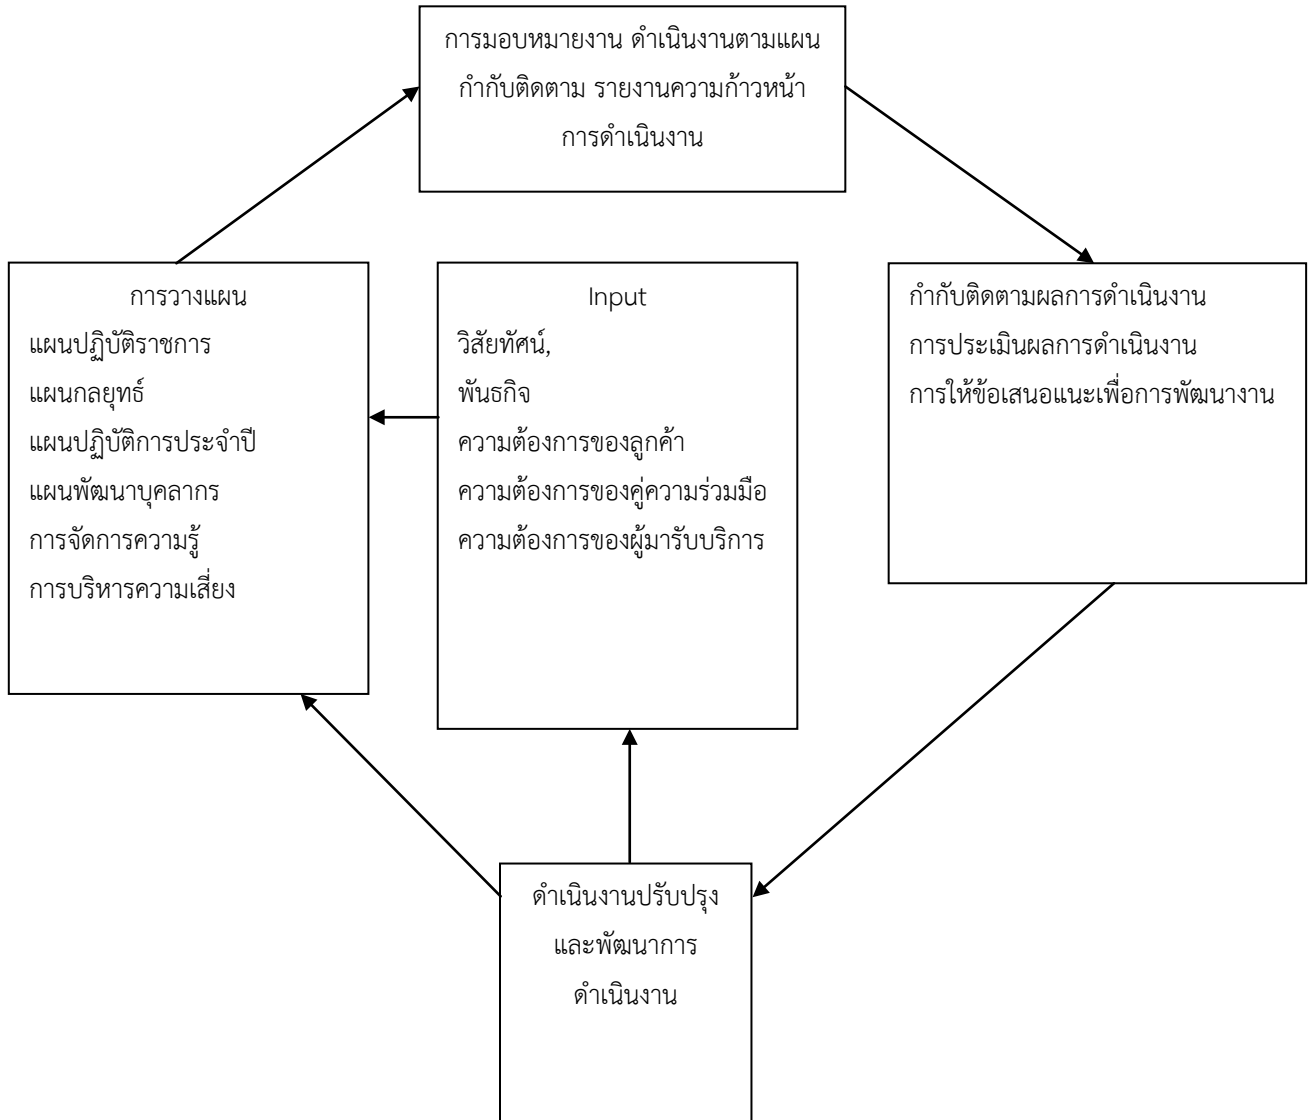 การมอบหมายงาน ดำเนินงานตามแผน
กำกับติดตาม รายงานความก้าวหน้า
การดำเนินงาน
การวางแผน
แผนปฏิบัติราชการ
แผนกลยุทธ์
แผนปฏิบัติการประจำปี
แผนพัฒนาบุคลากร
การจัดการความรู้
การบริหารความเสี่ยง
Input
วิสัยทัศน์,
พันธกิจ
ความต้องการของลูกค้า
ความต้องการของคู่ความร่วมมือ
ความต้องการของผู้มารับบริการ
กำกับติดตามผลการดำเนินงาน
การประเมินผลการดำเนินงาน
การให้ข้อเสนอแนะเพื่อการพัฒนางาน
ดำเนินงานปรับปรุง
และพัฒนาการ
ดำเนินงาน